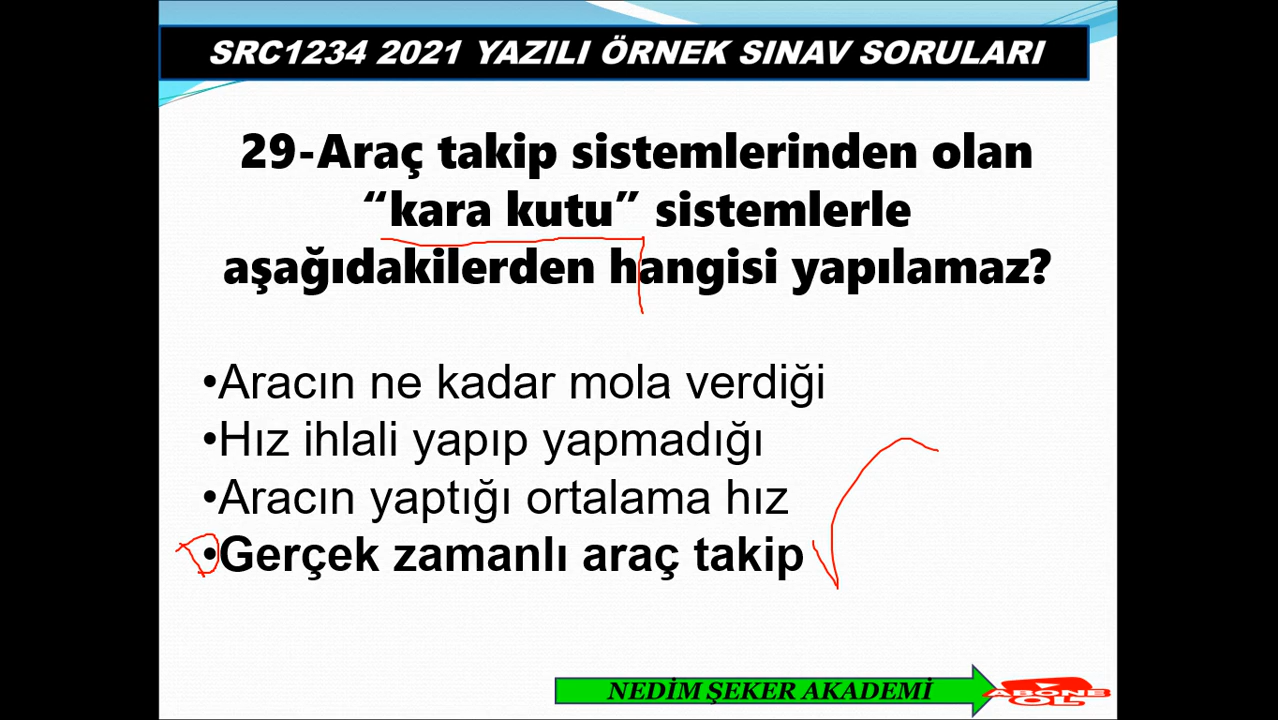 SRC1234 2021 YAZILI ÖRNEK SINAV SORULARI
29-Araç takip sistemlerinden olan
“kara kutu” sistemlerle
aşağıdakilerden hangisi yapılamaz?
•Aracın ne kadar mola verdiği
•Hız ihlali yapıp yapmadığı
•Aracın yaptığı ortalama hız
•Gerçek zamanlı araç takip
NEDİM ŞEKER AKADEMİ
ABONE
OL